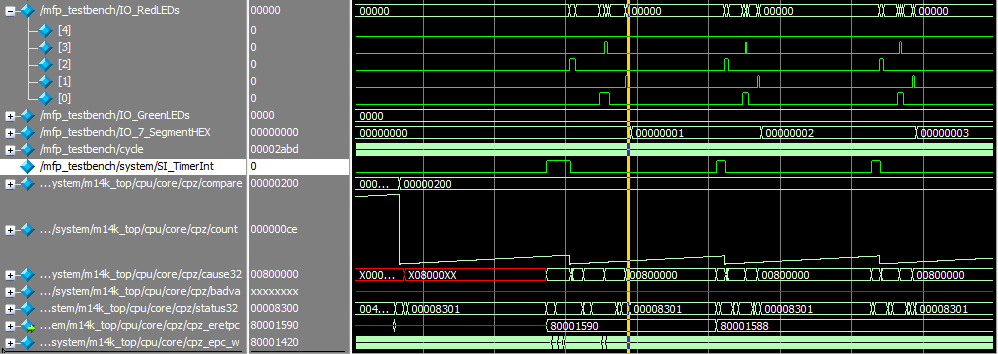 /mfp_testbench/IO_RedLEDs 00000 00000 00000 00000 00000
[4] 0
[3] 0
[2] 0
[1] 0
[0] 0
/mfp_testbench/IO_GreenLEDs 0000 0000
/mfp_testbench/IO_7_SegmentHEX 00000000 00000000 00000001 00000002 00000003
/mfp_testbench/cycle 00002abd
/mfp_testbench/system/SI_TimerInt 0
...ystem/m14k_top/cpu/core/cpz/compare 00000200 000... 00000200
.../system/m14k_top/cpu/core/cpz/count 000000ce
...ystem/m14k_top/cpu/core/cpz/cause32 00800000 X000... X08000XX 00800000 00800000 00800000
.../system/m14k_top/cpu/core/cpz/badva xxxxxxxx
...stem/m14k_top/cpu/core/cpz/status32 00008300 004... 00008301 00008301 00008301 00008301
...em/m14k_top/cpu/core/cpz/cpz_eretpc 80001590 80001590 80001588
...system/m14k_top/cpu/core/cpz/cpz_epc_w 80001420